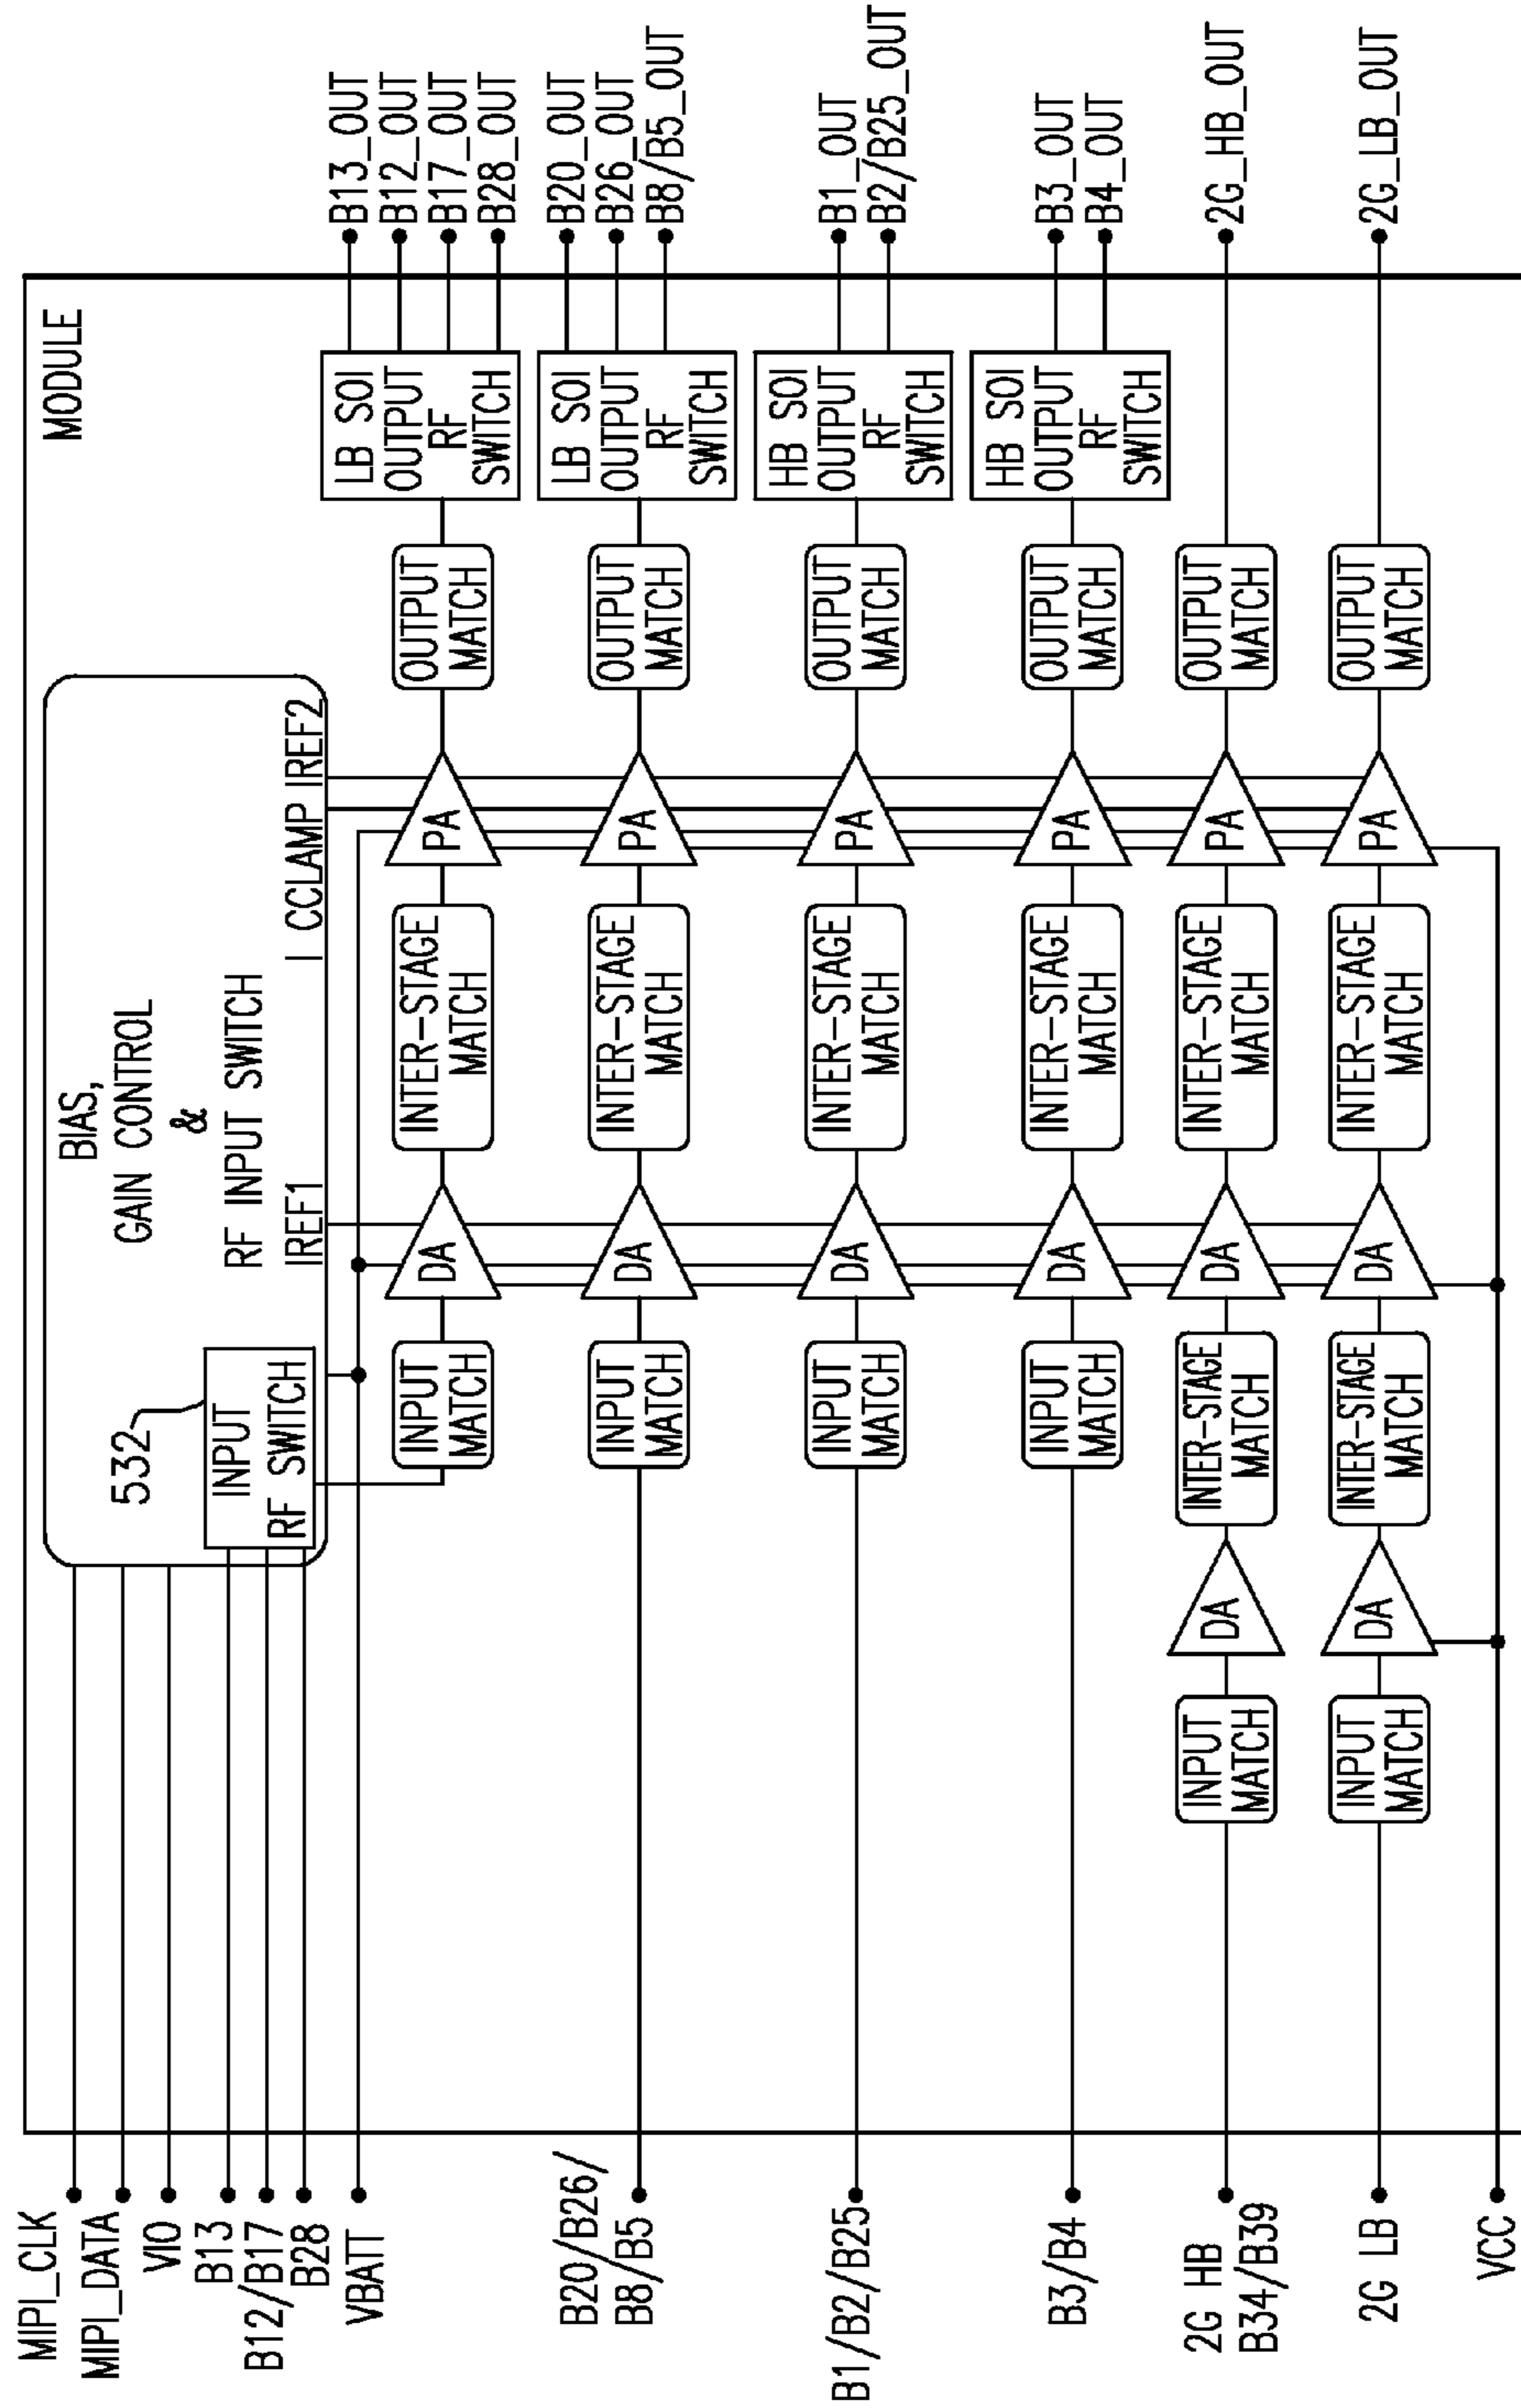 MODULE
BIAS,
GAIN CONTROL
&
RF INPUT SWITCH
532
INPUT
RF SWITCH
IREF1
I_CCLAMP IREF2
MIPI_CLK
MIPI_DATA
VIO
B13
B12/B17
B28
VBATT
INPUT
MATCH
DA
INTER-STAGE
MATCH
PA
OUTPUT
MATCH
LB SOI
OUTPUT
RF
SWITCH
B13_OUT
B12_OUT
B17_OUT
B28_OUT
B20/B26/
B8/B5
INPUT
MATCH
DA
INTER-STAGE
MATCH
PA
OUTPUT
MATCH
LB SOI
OUTPUT
RF
SWITCH
B20_OUT
B26_OUT
B8/B5_OUT
B1/B2/B25
INPUT
MATCH
DA
INTER-STAGE
MATCH
PA
OUTPUT
MATCH
HB SOI
OUTPUT
RF
SWITCH
B1_OUT
B2/B25_OUT
B3/B4
INPUT
MATCH
DA
INTER-STAGE
MATCH
PA
OUTPUT
MATCH
HB SOI
OUTPUT
RF
SWITCH
B3_OUT
B4_OUT
2G HB
B34/B39
INPUT
MATCH
DA
INTER-STAGE
MATCH
DA
INTER-STAGE
MATCH
PA
OUTPUT
MATCH
2G_HB_OUT
2G LB
INPUT
MATCH
DA
INTER-STAGE
MATCH
DA
INTER-STAGE
MATCH
PA
OUTPUT
MATCH
2G_LB_OUT
VCC